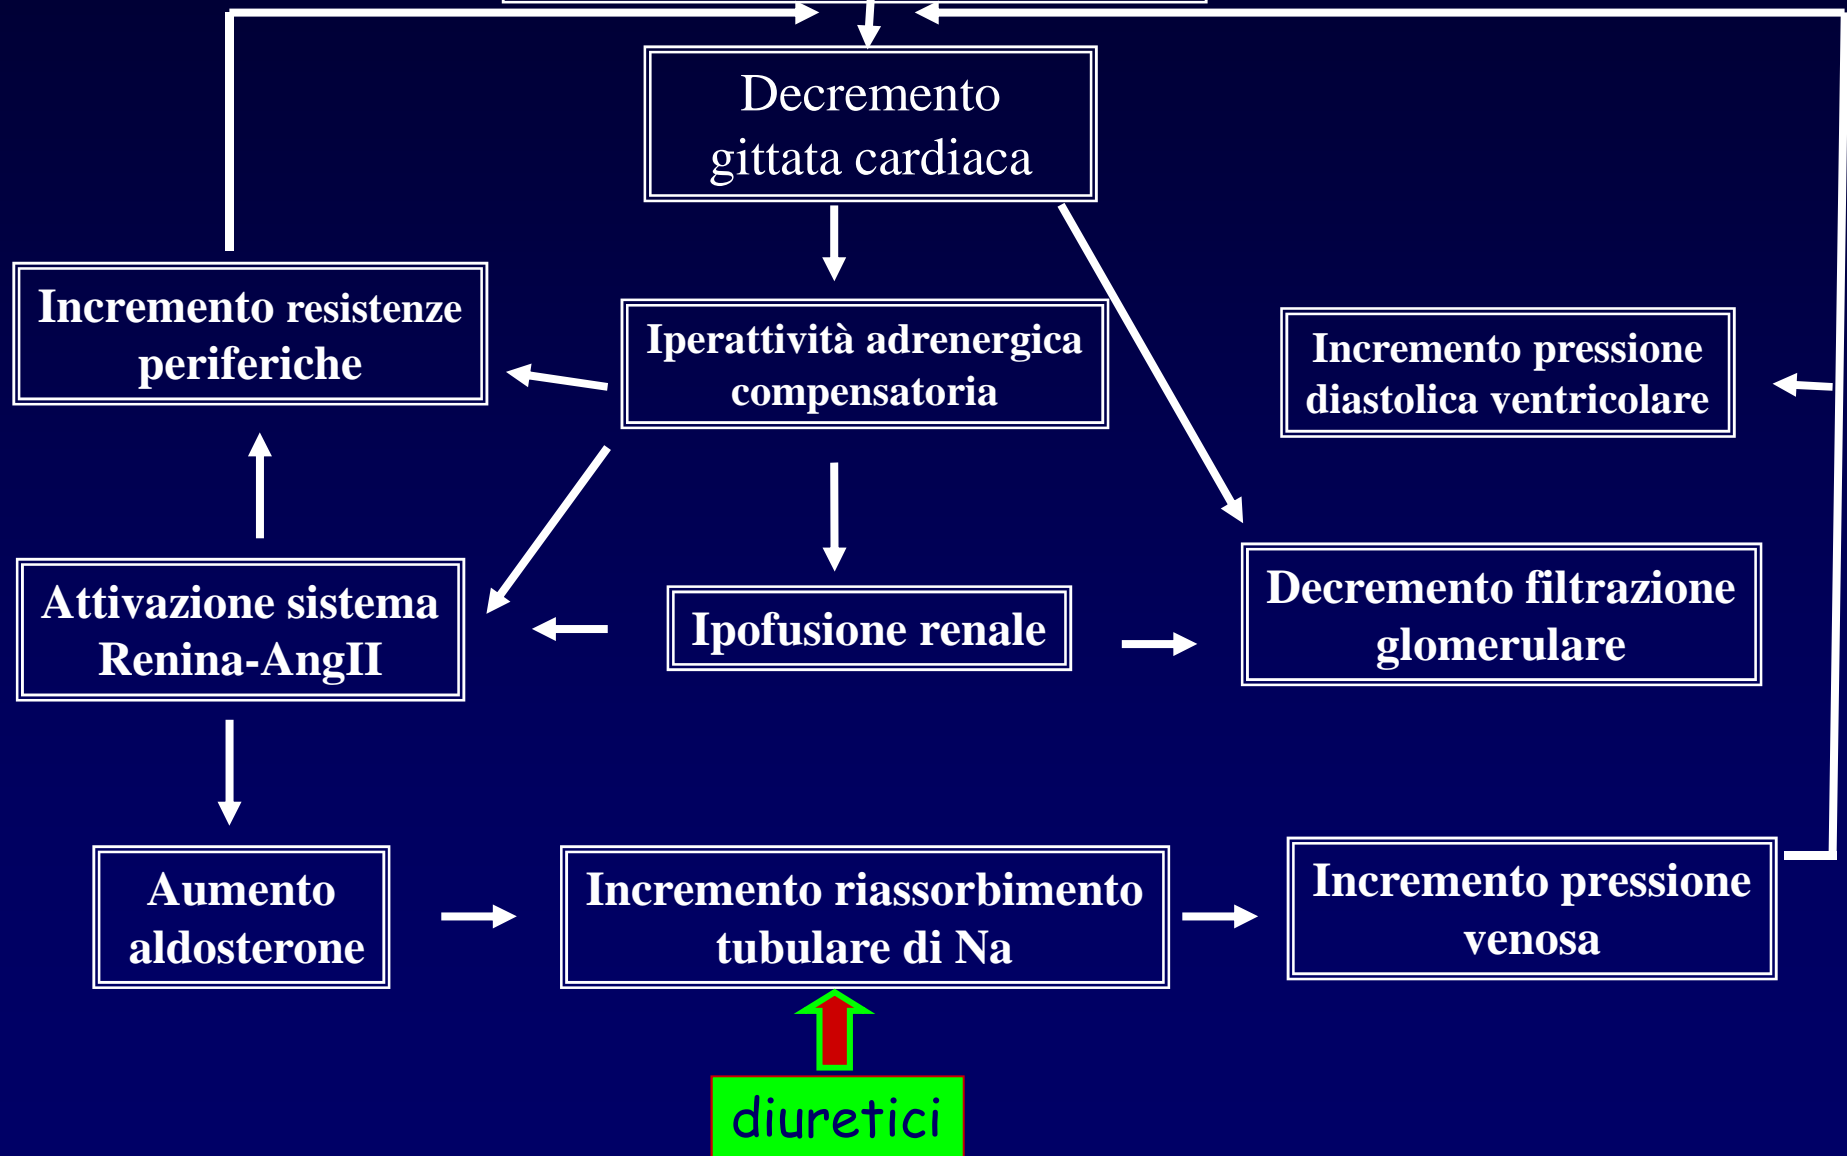 Decremento
gittata cardiaca
Incremento resistenze
periferiche
Iperattività adrenergica
compensatoria
Incremento pressione
diastolica ventricolare
Attivazione sistema
Renina-AngII
Ipofusione renale
Decremento filtrazione
glomerulare
Aumento
aldosterone
Incremento riassorbimento
tubulare di Na
Incremento pressione
venosa
diuretici